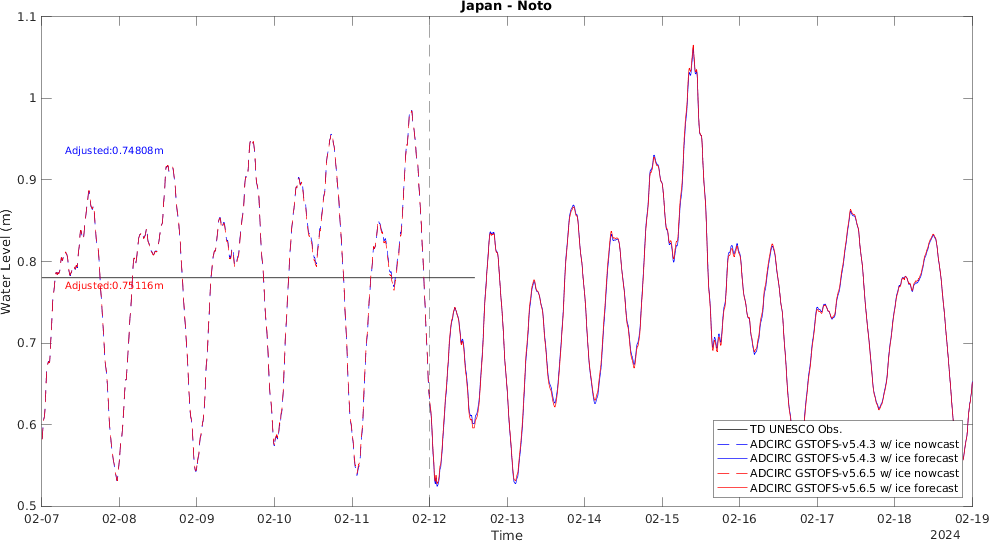 Japan - Noto
1.1
1
0.9
0.8
0.7
0.6
0.5
Water Level (m)
Adjusted:0.74808m
Adjusted:0.75116m
TD UNESCO Obs.
ADCIRC GSTOFS-v5.4.3 w/ ice nowcast
ADCIRC GSTOFS-v5.4.3 w/ ice forecast
ADCIRC GSTOFS-v5.6.5 w/ ice nowcast
ADCIRC GSTOFS-v5.6.5 w/ ice forecast
02-07 02-08 02-09 02-10 02-11 02-12 02-13 02-14 02-15 02-16 02-17 02-18 02-19
Time
2024